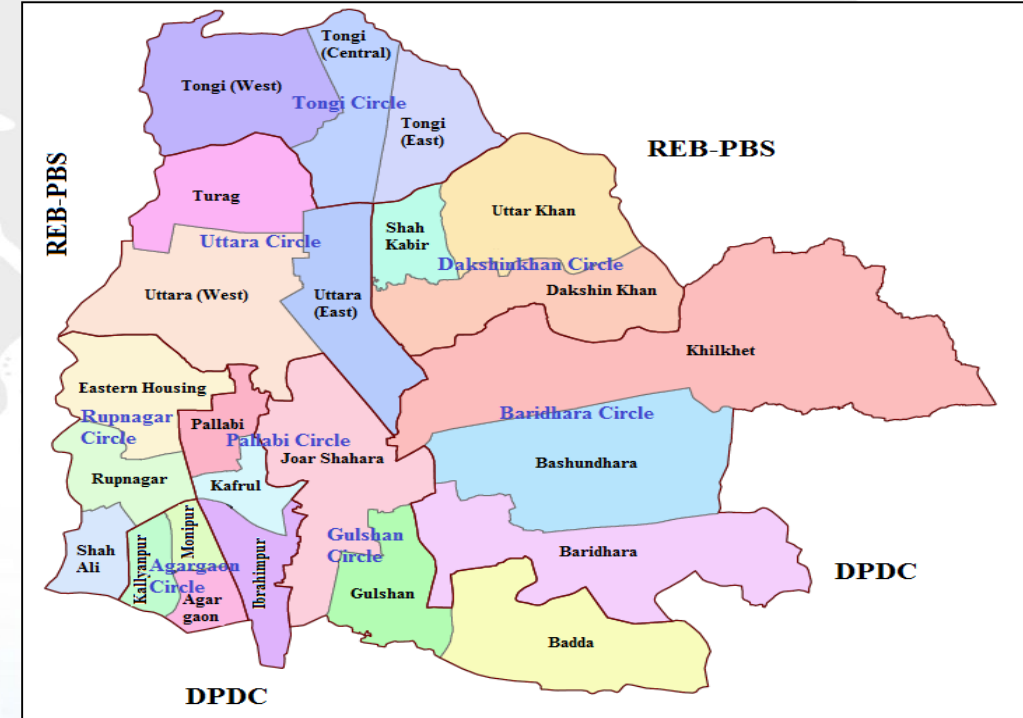 Tongi
(Central)
Tongi (West)
Tongi Circle
Tongi
(East)
REB-PBS
REB-PBS
Turag
Uttar Khan
Shah
Kabir
Uttara Circle
Dakshinkhan Circle
Uttara (West)
Uttara
(East)
Dakshin Khan
Khilkhet
Eastern Housing
Rupnagar
Circle
Pallabi
Pallabi Circle
Baridhara Circle
Joar Shahara
Bashundhara
Rupnagar
Kafrul
Shah
Ali
Kallyanpur
Monipur
Agargaon
Circle
Agar
gaon
Ibrahimpur
Gulshan
Circle
Gulshan
Baridhara
DPDC
Badda
DPDC